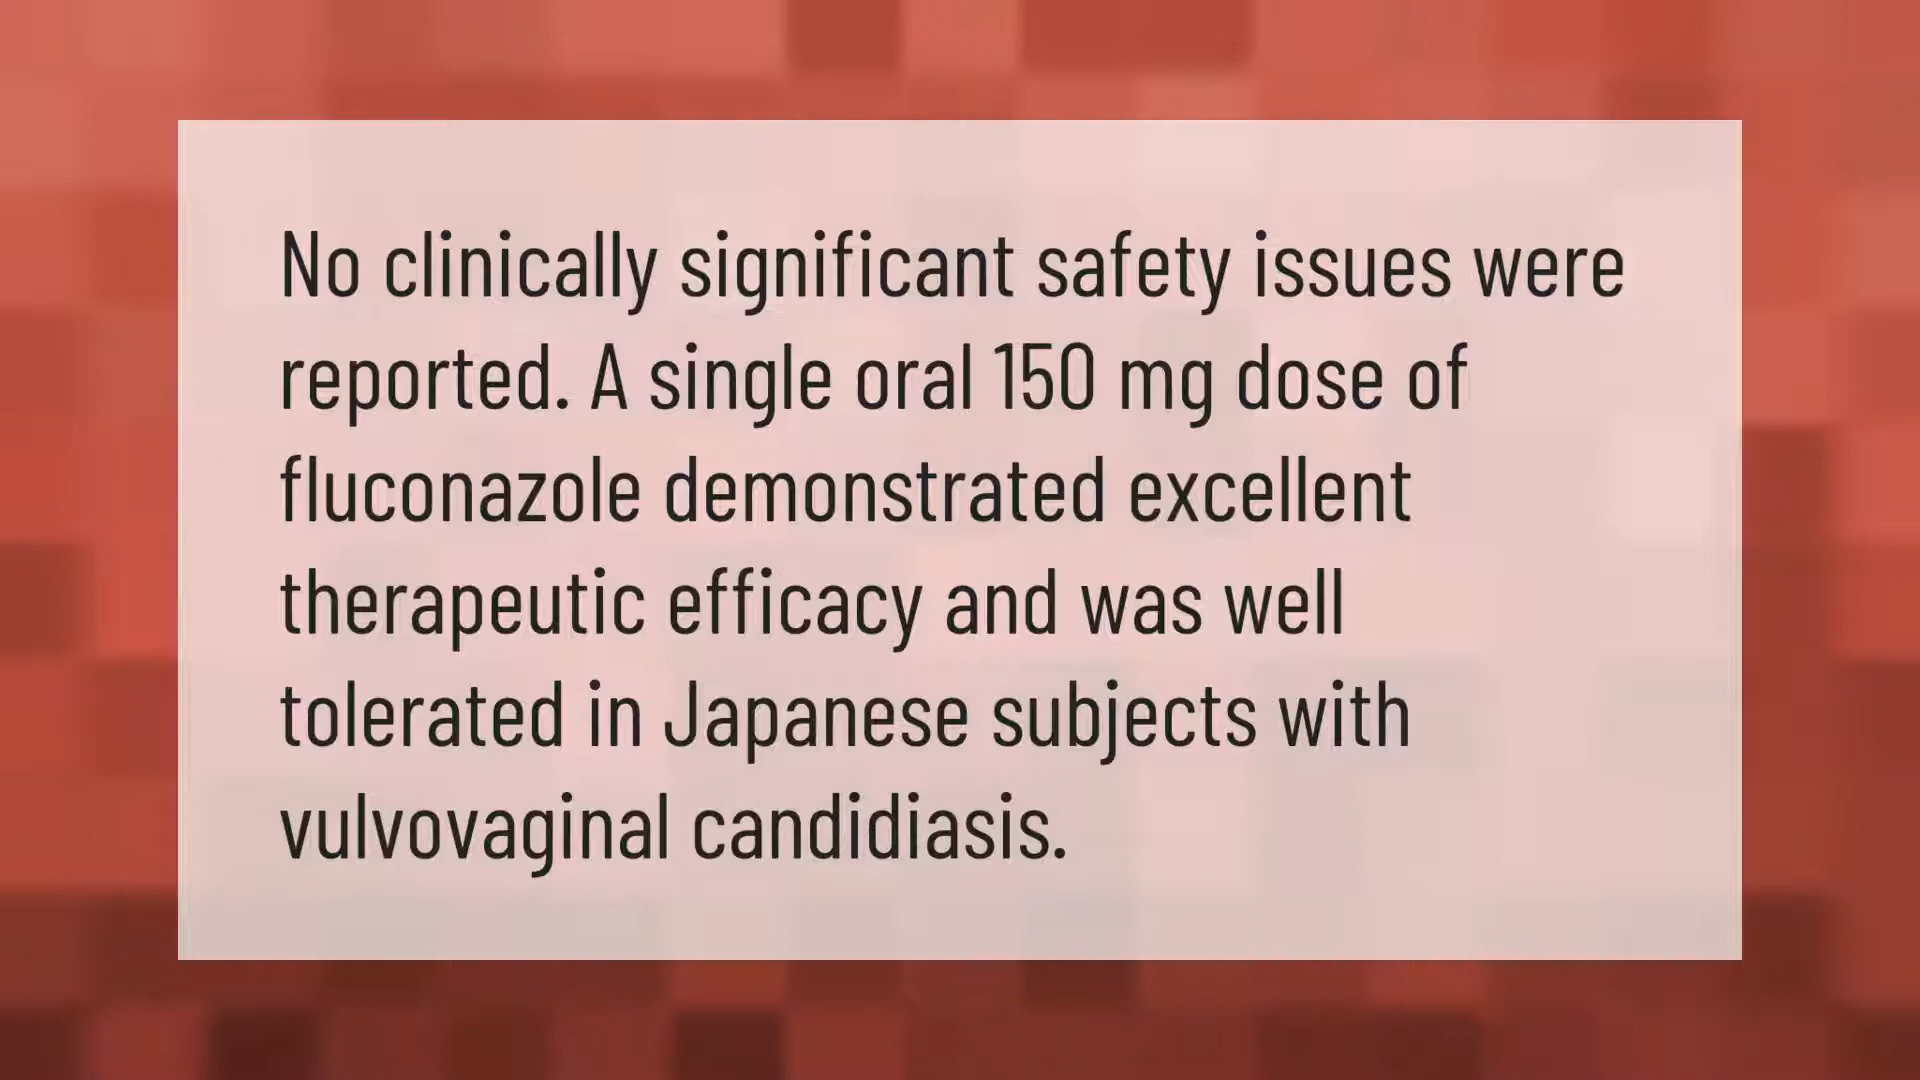 No clinically significant safety issues were
reported. A single oral 150 mg dose of
fluconazole demonstrated excellent
therapeutic efficacy and was well
tolerated in Japanese subjects with
vulvovaginal candidiasis.